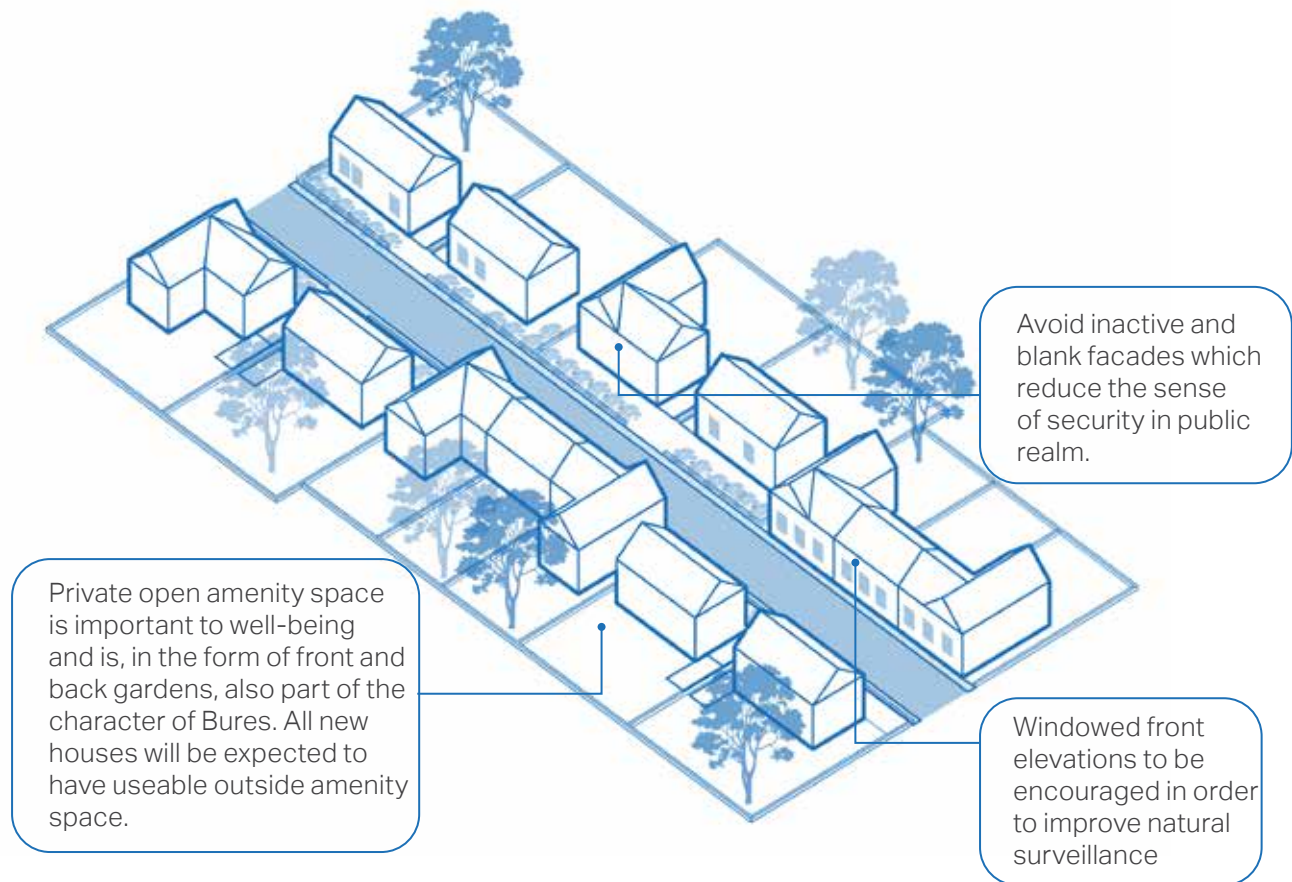 Avoid inactive and
blank facades which
reduce the sense
of security in public
realm.
Private open amenity space
is important to well-being
and is, in the form of front and
back gardens, also part of the
character of Bures. All new
houses will be expected to
have useable outside amenity
space.
Windowed front
elevations to be
encouraged in order
to improve natural
surveillance